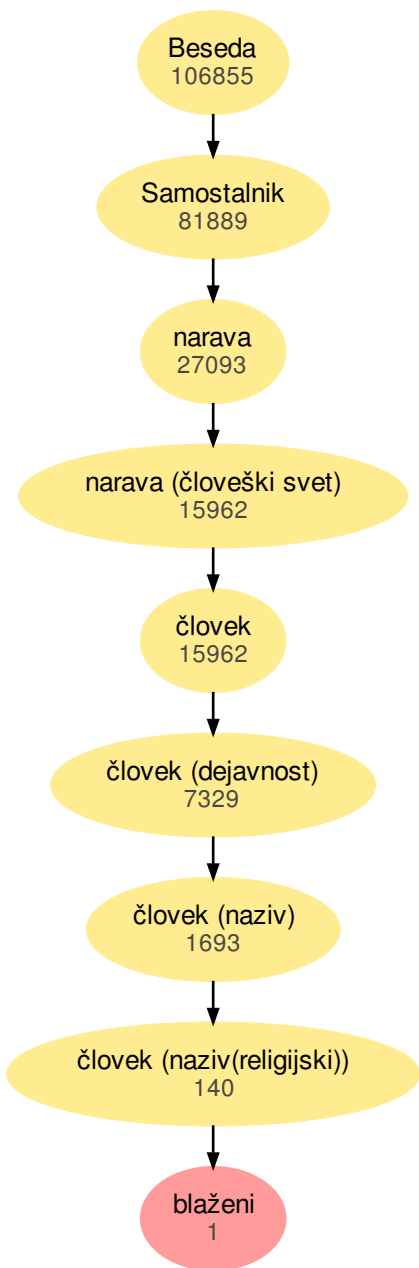 Beseda
106855
Samostalnik
81889
narava
27093
narava (človeški svet)
15962
človek
15962
človek (dejavnost)
7329
človek (naziv)
1693
človek (naziv(religijski))
140
blaženi
1